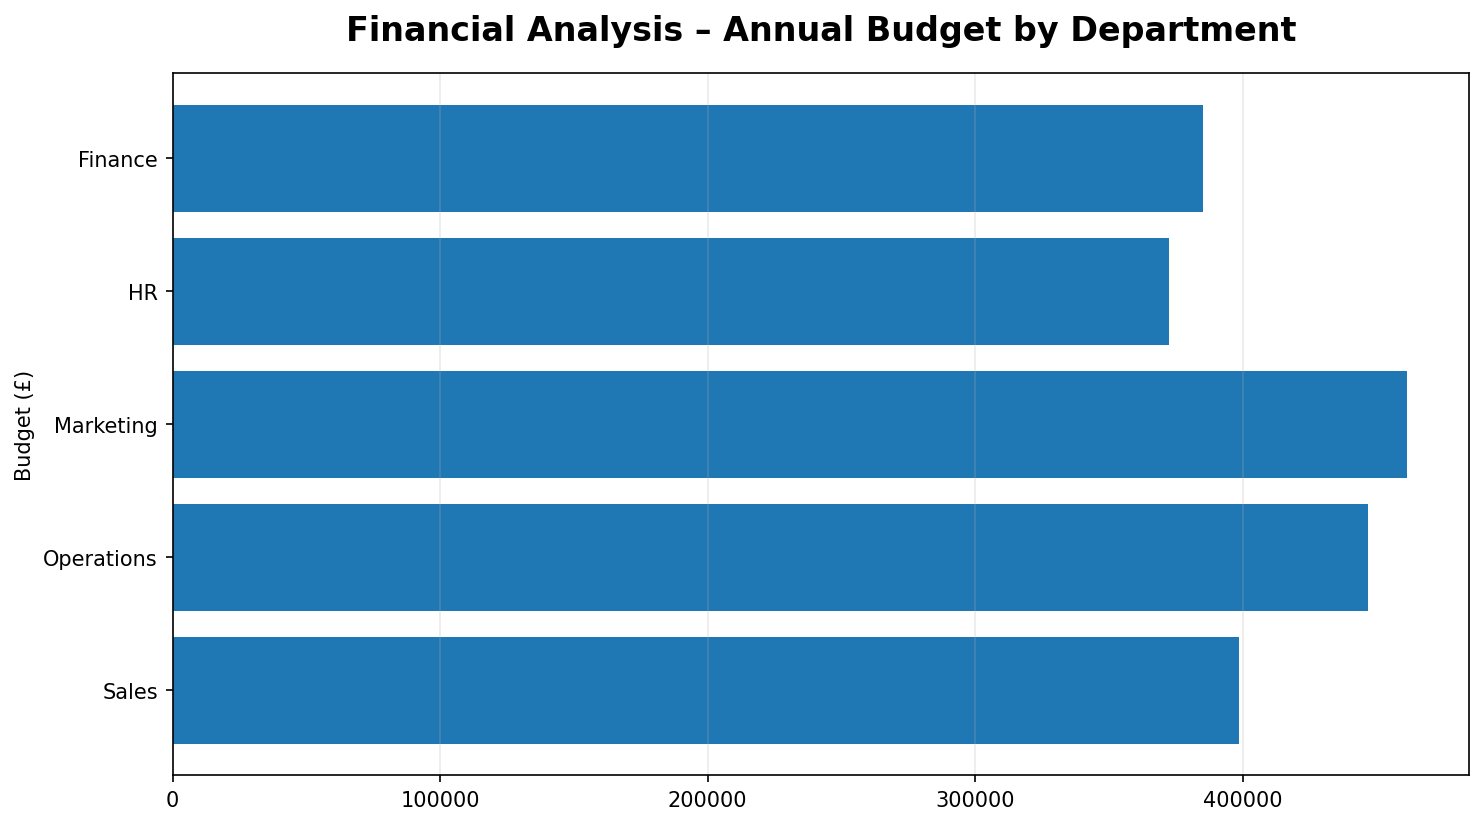 Financial Analysis – Annual Budget by Department
Budget (£)
Finance
HR
Marketing
Operations
Sales
0 100000 200000 300000 400000